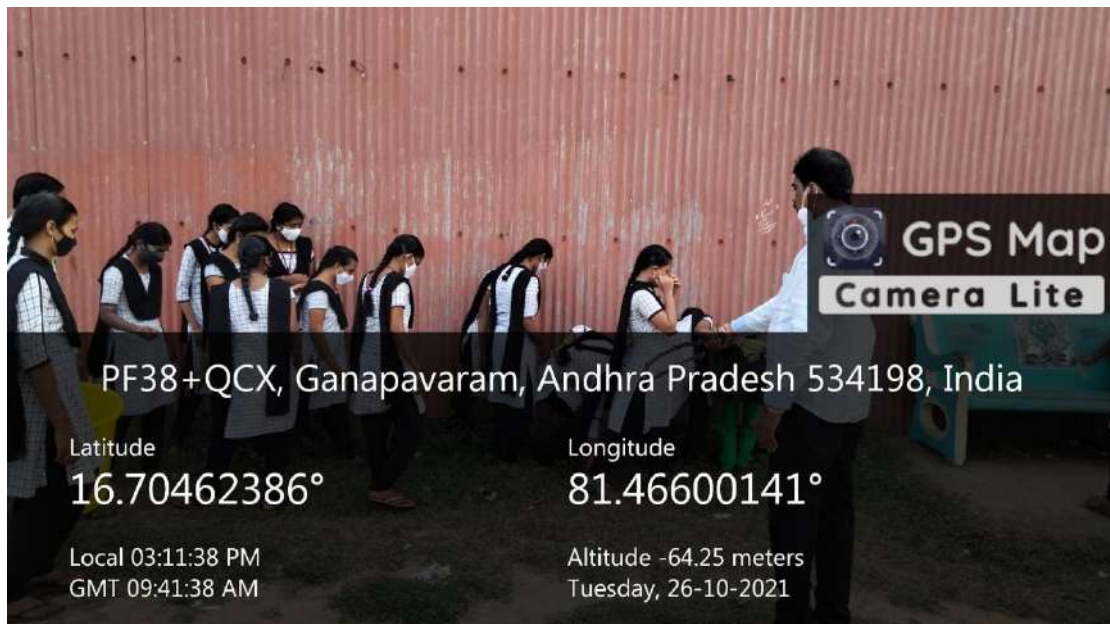 GPS Map
Camera Lite
PF38+QCX, Ganapavaram, Andhra Pradesh 534198, India
Latitude
16.70462386°
Longitude
81.46600141°
Local 03:11:38 PM
GMT 09:41:38 AM
Altitude -64.25 meters
Tuesday, 26-10-2021